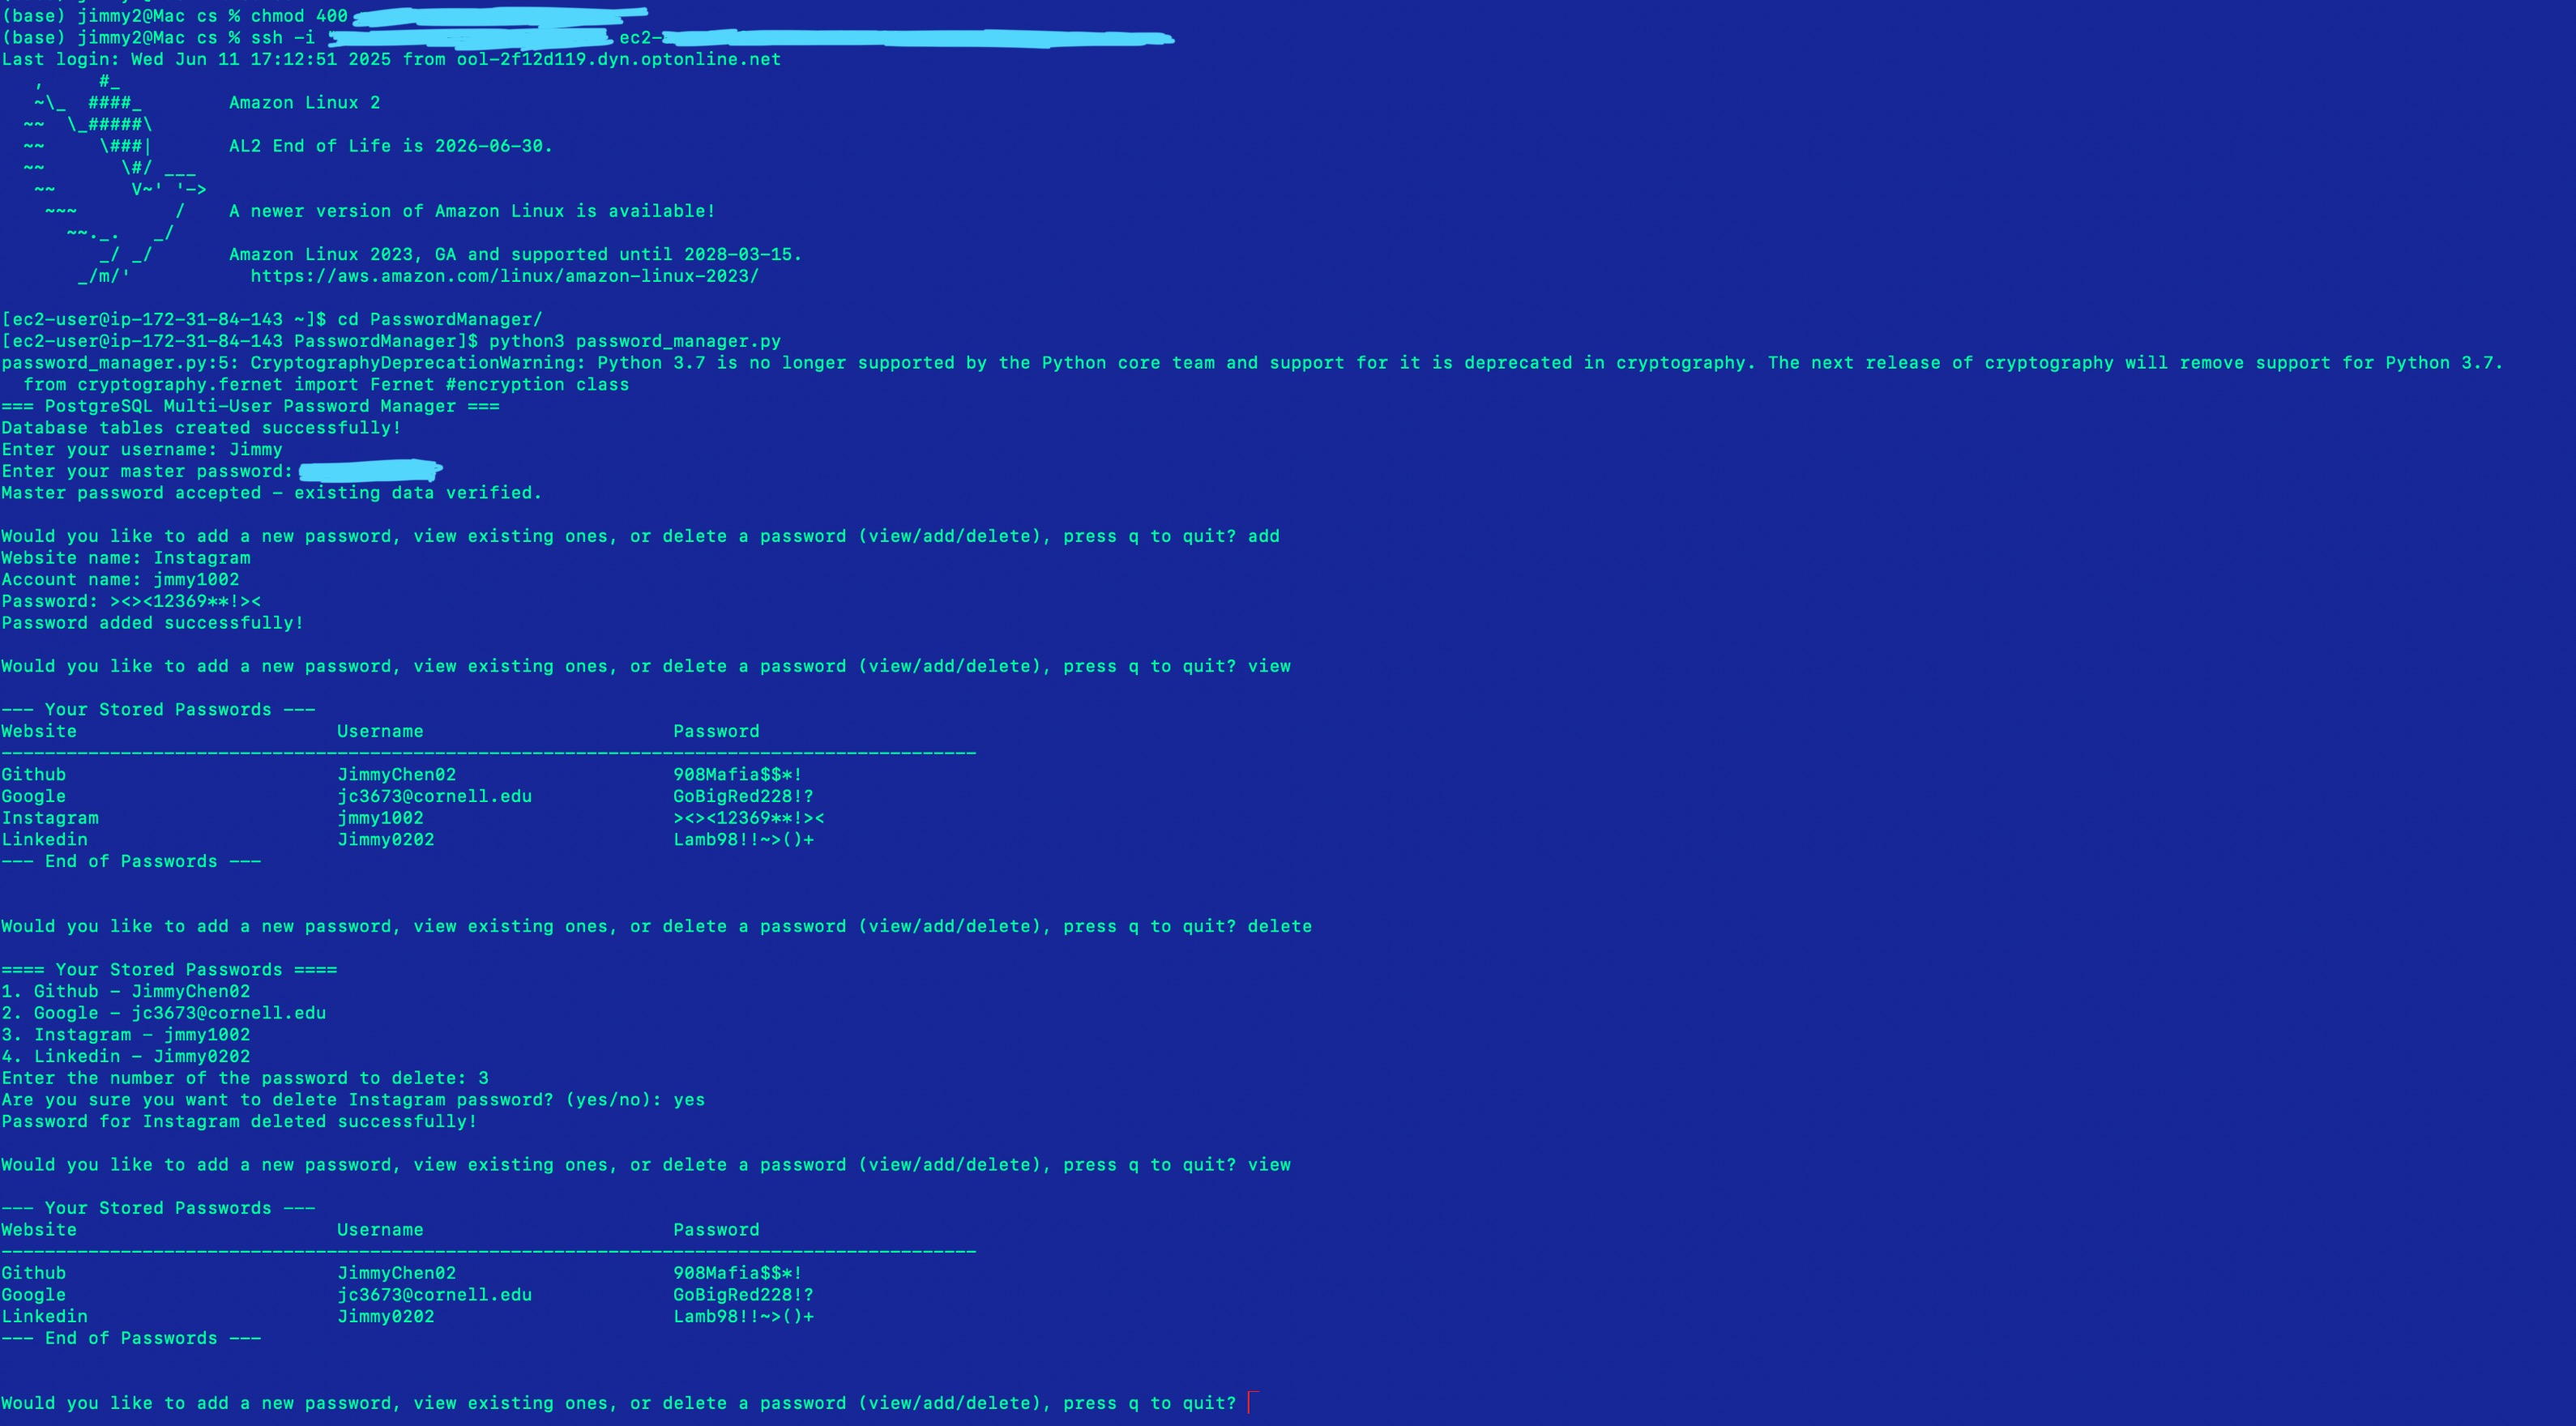 (base) jimmy2@Mac cs % chmod 400
(base) jimmy2@Mac cs % ssh -i ec2-
Last login: Wed Jun 11 17:12:51 2025 from ool-2f12d119.dyn.optonline.net
   ,     #_
   ~\_  ####_        Amazon Linux 2
  ~~  \_#####\
  ~~     \###|       AL2 End of Life is 2026-06-30.
  ~~       \#/ ___
   ~~       V~' '->
    ~~~         /    A newer version of Amazon Linux is available!
      ~~._.   _/
         _/ _/       Amazon Linux 2023, GA and supported until 2028-03-15.
       _/m/'           https://aws.amazon.com/linux/amazon-linux-2023/
[ec2-user@ip-172-31-84-143 ~]$ cd PasswordManager/
[ec2-user@ip-172-31-84-143 PasswordManager]$ python3 password_manager.py
password_manager.py:5: CryptographyDeprecationWarning: Python 3.7 is no longer supported by the Python core team and support for it is deprecated in cryptography. The next release of cryptography will remove support for Python 3.7.
  from cryptography.fernet import Fernet #encryption class
=== PostgreSQL Multi-User Password Manager ===
Database tables created successfully!
Enter your username: Jimmy
Enter your master password:
Master password accepted - existing data verified.
Would you like to add a new password, view existing ones, or delete a password (view/add/delete), press q to quit? add
Website name: Instagram
Account name: jmmy1002
Password: ><><12369**!><
Password added successfully!
Would you like to add a new password, view existing ones, or delete a password (view/add/delete), press q to quit? view
--- Your Stored Passwords ---
Website                        Username                       Password
------------------------------------------------------------------------------------------
Github                         JimmyChen02                    908Mafia$$*!
Google                         jc3673@cornell.edu             GoBigRed228!?
Instagram                      jmmy1002                       ><><12369**!><
Linkedin                       Jimmy0202                      Lamb98!!~>()+
--- End of Passwords ---
Would you like to add a new password, view existing ones, or delete a password (view/add/delete), press q to quit? delete
==== Your Stored Passwords ====
1. Github - JimmyChen02
2. Google - jc3673@cornell.edu
3. Instagram - jmmy1002
4. Linkedin - Jimmy0202
Enter the number of the password to delete: 3
Are you sure you want to delete Instagram password? (yes/no): yes
Password for Instagram deleted successfully!
Would you like to add a new password, view existing ones, or delete a password (view/add/delete), press q to quit? view
--- Your Stored Passwords ---
Website                        Username                       Password
------------------------------------------------------------------------------------------
Github                         JimmyChen02                    908Mafia$$*!
Google                         jc3673@cornell.edu             GoBigRed228!?
Linkedin                       Jimmy0202                      Lamb98!!~>()+
--- End of Passwords ---
Would you like to add a new password, view existing ones, or delete a password (view/add/delete), press q to quit?